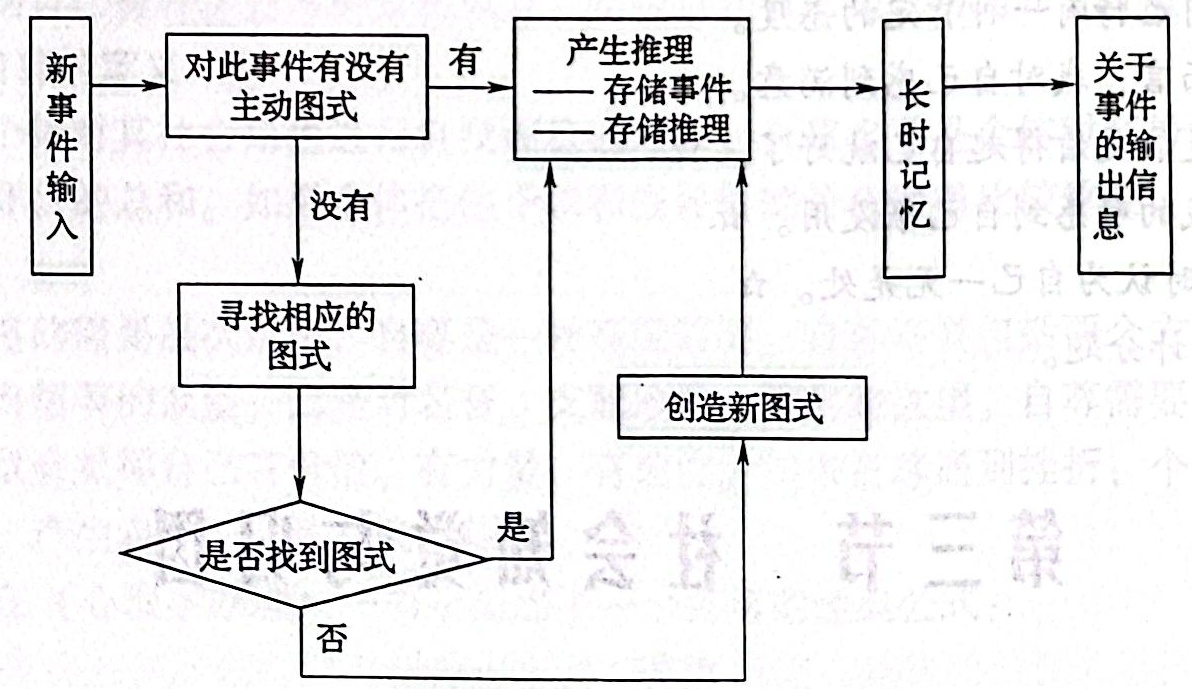 新事件输入
对此事件有没有
主动图式
有
产生推理
—— 存储事件
—— 存储推理
长时记忆
关于
事件
的输
出信
息
没有
寻找相应的
图式
创造新图式
是否找到图式
是
否